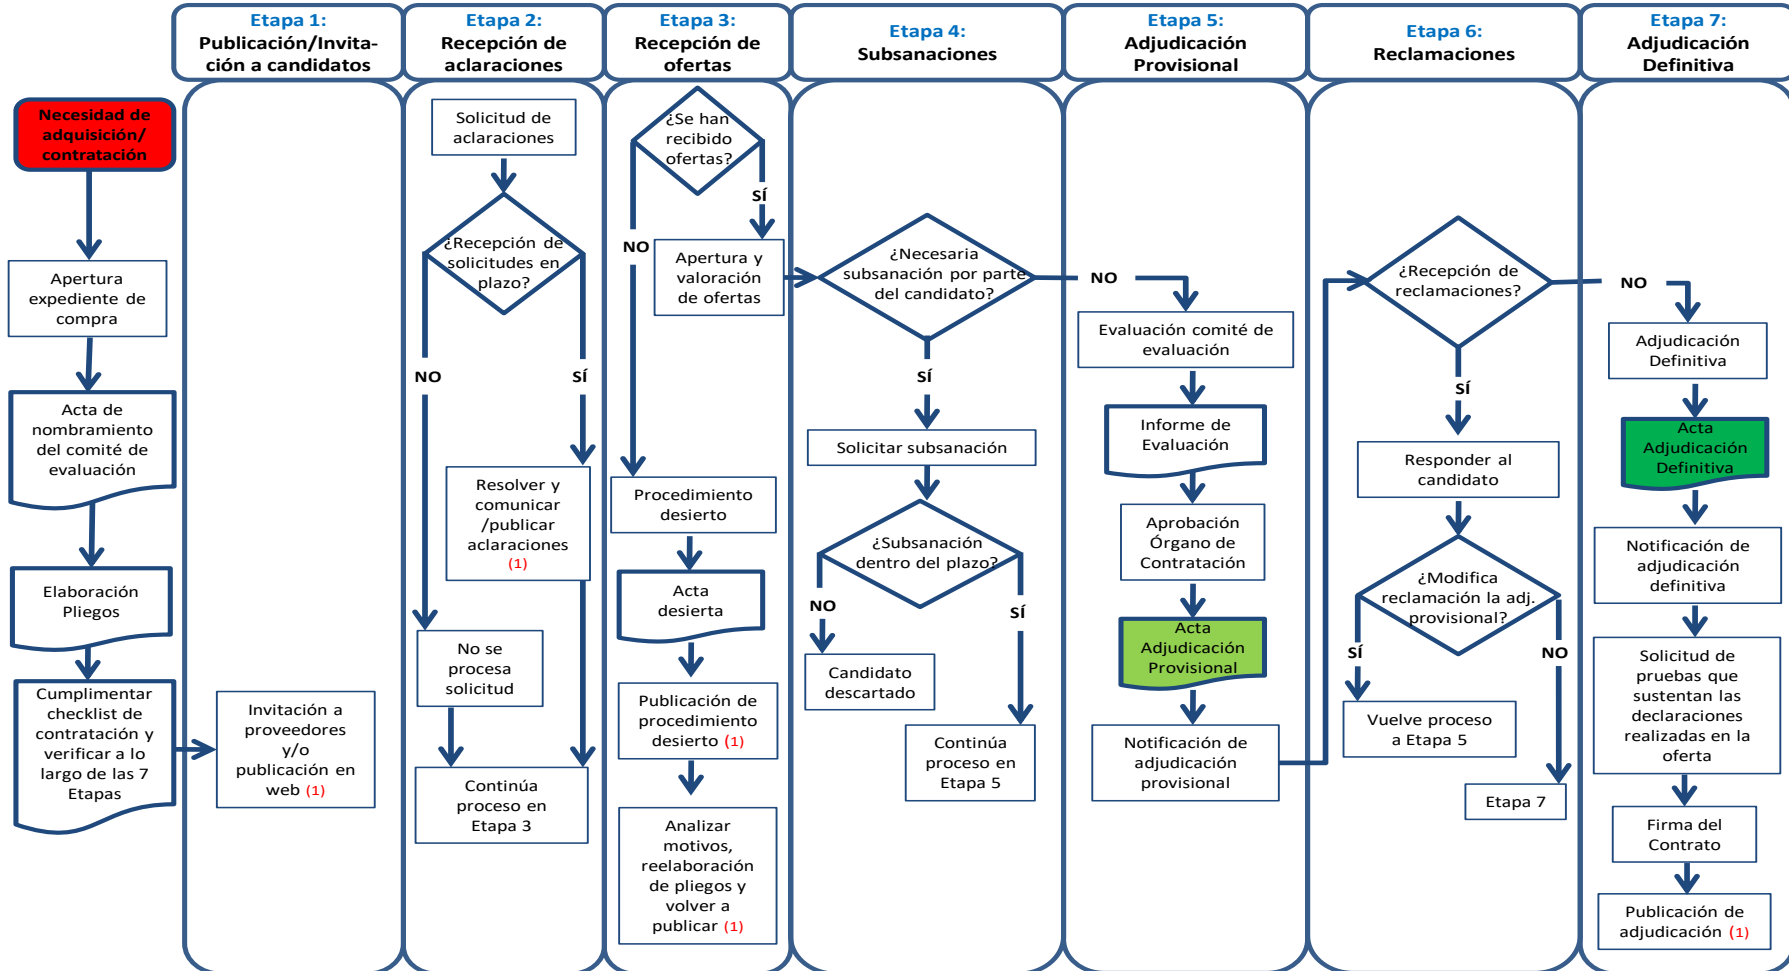 Etapa 1:
Publicación/Invita-
ción a candidatos
Etapa 2:
Recepción de
aclaraciones
Etapa 3:
Recepción de
ofertas
Etapa 4:
Subsanaciones
Etapa 5:
Adjudicación
Provisional
Etapa 6:
Reclamaciones
Etapa 7:
Adjudicación
Definitiva
Necesidad de
adquisición/
contratación
Apertura
expediente de
compra
Acta de
nombramiento
del comité de
evaluación
Elaboración
Pliegos
Cumplimentar
checklist de
contratación y
verificar a lo
largo de las 7
Etapas
Invitación a
proveedores
y/o
publicación en
web (1)
Solicitud de
aclaraciones
¿Recepción de
solicitudes en
plazo?
NO
SÍ
Resolver y
comunicar
/publicar
aclaraciones
(1)
No se
procesa
solicitud
Continúa
proceso en
Etapa 3
¿Se han
recibido
ofertas?
SÍ
NO
Apertura y
valoración
de ofertas
Procedimiento
desierto
Acta
desierta
Publicación de
procedimiento
desierto (1)
Analizar
motivos,
reelaboración
de pliegos y
volver a
publicar (1)
¿Necesaria
subsanación por parte
del candidato?
NO
SÍ
Solicitar subsanación
¿Subsanación
dentro del plazo?
NO
SÍ
Candidato
descartado
Continúa
proceso en
Etapa 5
Evaluación comité de
evaluación
Informe de
Evaluación
Aprobación
Órgano de
Contratación
Acta
Adjudicación
Provisional
Notificación de
adjudicación
provisional
¿Recepción de
reclamaciones?
NO
SÍ
Responder al
candidato
¿Modifica
reclamación la adj.
provisional?
SÍ
NO
Vuelve proceso
a Etapa 5
Etapa 7
Adjudicación
Definitiva
Acta
Adjudicación
Definitiva
Notificación de
adjudicación
definitiva
Solicitud de
pruebas que
sustentan las
declaraciones
realizadas en la
oferta
Firma del
Contrato
Publicación de
adjudicación (1)